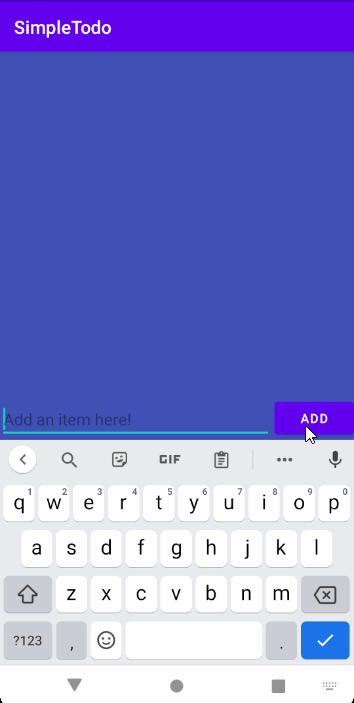 SimpleTodo
Add an item here!
ADD
GIF
q1 w2 e3 r4 t5 y6 u7 i8 o9 p0
a s d f g h j k l
z x c v b n m
?123 , .